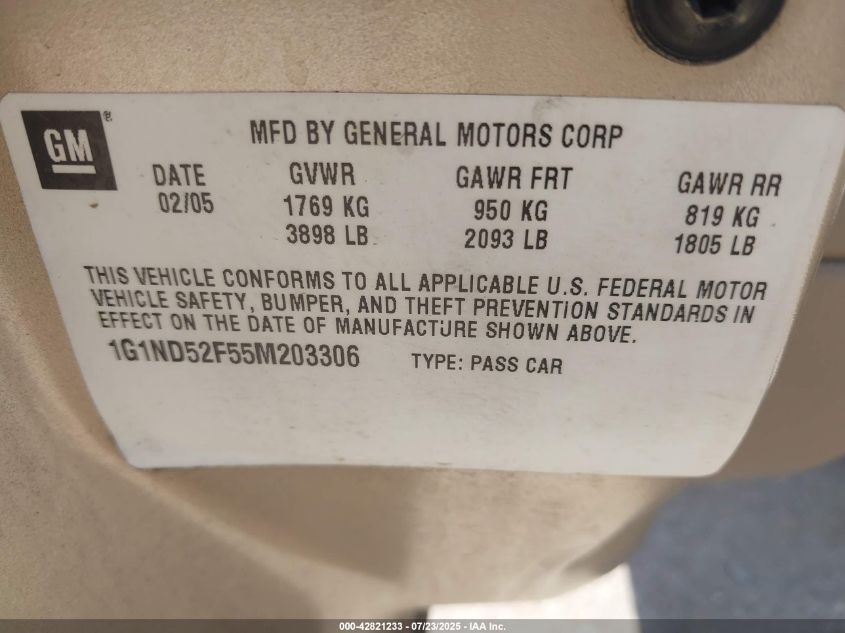 GM®
MFD BY GENERAL MOTORS CORP
DATE GVWR GAWR FRT GAWR RR
02/05 1769 KG 950 KG 819 KG
3898 LB 2093 LB 1805 LB
THIS VEHICLE CONFORMS TO ALL APPLICABLE U.S. FEDERAL MOTOR
VEHICLE SAFETY, BUMPER, AND THEFT PREVENTION STANDARDS IN
EFFECT ON THE DATE OF MANUFACTURE SHOWN ABOVE.
1G1ND52F55M203306 TYPE: PASS CAR
000-42821233 - 07/23/2025 - IAA Inc.